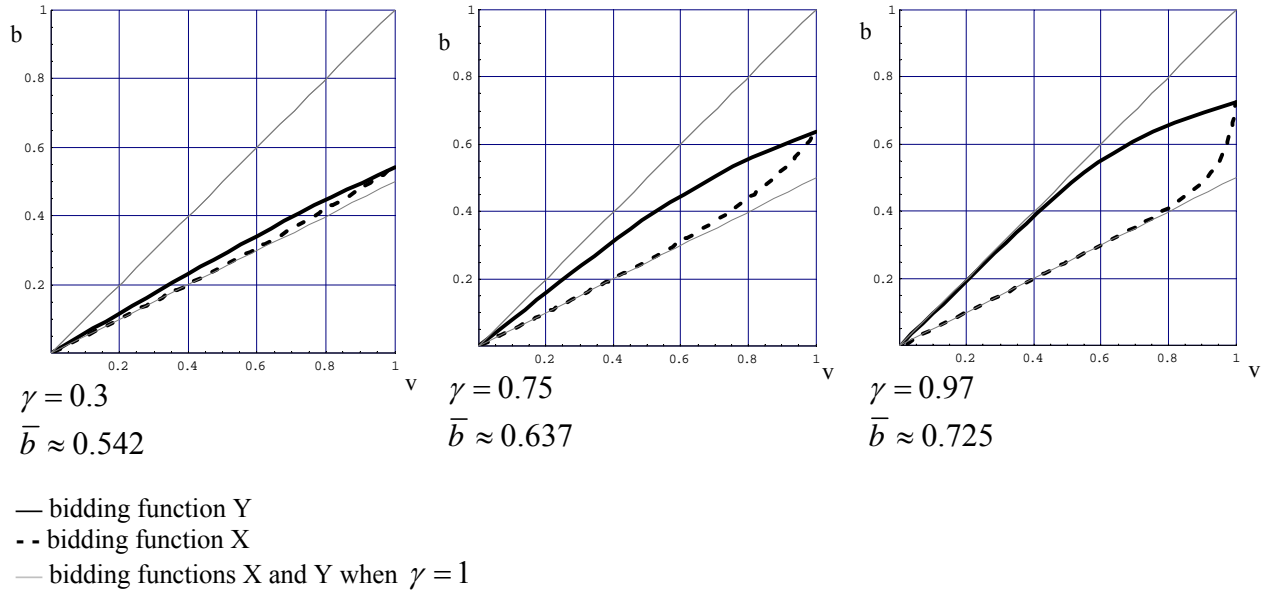 b
1
0.8
0.6
0.4
0.2
0.2 0.4 0.6 0.8 1
v
γ = 0.3
b̅ ≈ 0.542
b
1
0.8
0.6
0.4
0.2
0.2 0.4 0.6 0.8 1
v
γ = 0.75
b̅ ≈ 0.637
b
1
0.8
0.6
0.4
0.2
0.2 0.4 0.6 0.8 1
v
γ = 0.97
b̅ ≈ 0.725
bidding function Y
bidding function X
bidding functions X and Y when γ = 1